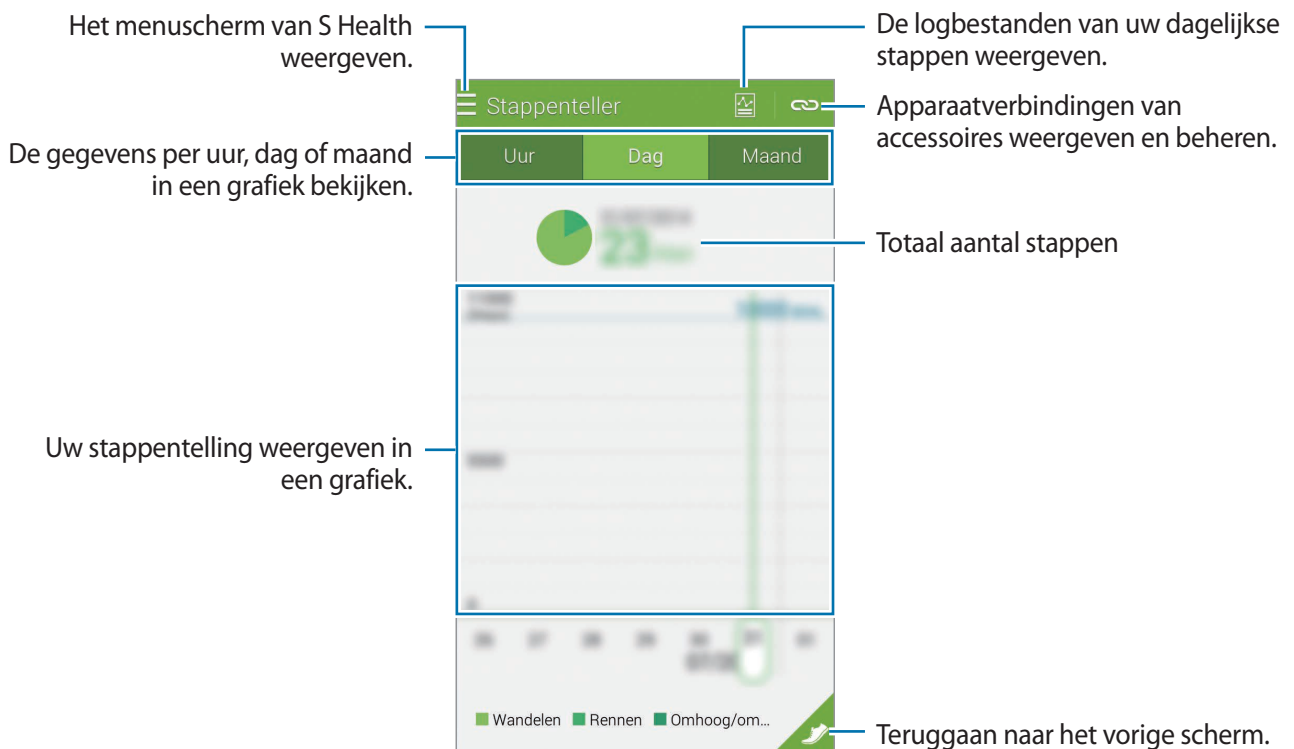 Het menuscherm van S Health
weergeven.
De logbestanden van uw dagelijkse
stappen weergeven.
Stappenteller
Apparaatverbindingen van
accessoires weergeven en beheren.
De gegevens per uur, dag of maand
in een grafiek bekijken.
Uur Dag Maand
23
Totaal aantal stappen
Uw stappentelling weergeven in
een grafiek.
Wandelen Rennen Omhoog/om...
Teruggaan naar het vorige scherm.